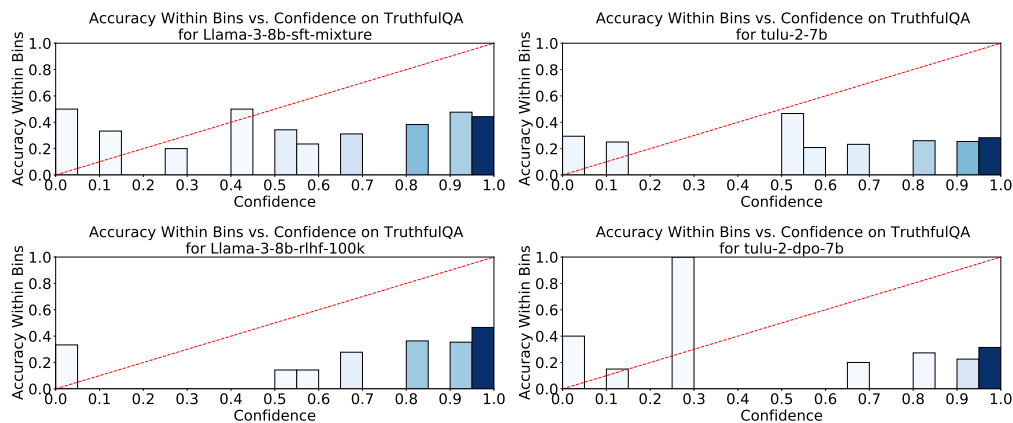 Accuracy Within Bins vs. Confidence on TruthfulQA
for Llama-3-8b-sft-mixture
Accuracy Within Bins
1.0
0.8
0.6
0.4
0.2
0.0
0.0 0.1 0.2 0.3 0.4 0.5 0.6 0.7 0.8 0.9 1.0
Confidence
Accuracy Within Bins vs. Confidence on TruthfulQA
for tulu-2-7b
Accuracy Within Bins
1.0
0.8
0.6
0.4
0.2
0.0
0.0 0.1 0.2 0.3 0.4 0.5 0.6 0.7 0.8 0.9 1.0
Confidence
Accuracy Within Bins vs. Confidence on TruthfulQA
for Llama-3-8b-rlhf-100k
Accuracy Within Bins
1.0
0.8
0.6
0.4
0.2
0.0
0.0 0.1 0.2 0.3 0.4 0.5 0.6 0.7 0.8 0.9 1.0
Confidence
Accuracy Within Bins vs. Confidence on TruthfulQA
for tulu-2-dpo-7b
Accuracy Within Bins
1.0
0.8
0.6
0.4
0.2
0.0
0.0 0.1 0.2 0.3 0.4 0.5 0.6 0.7 0.8 0.9 1.0
Confidence